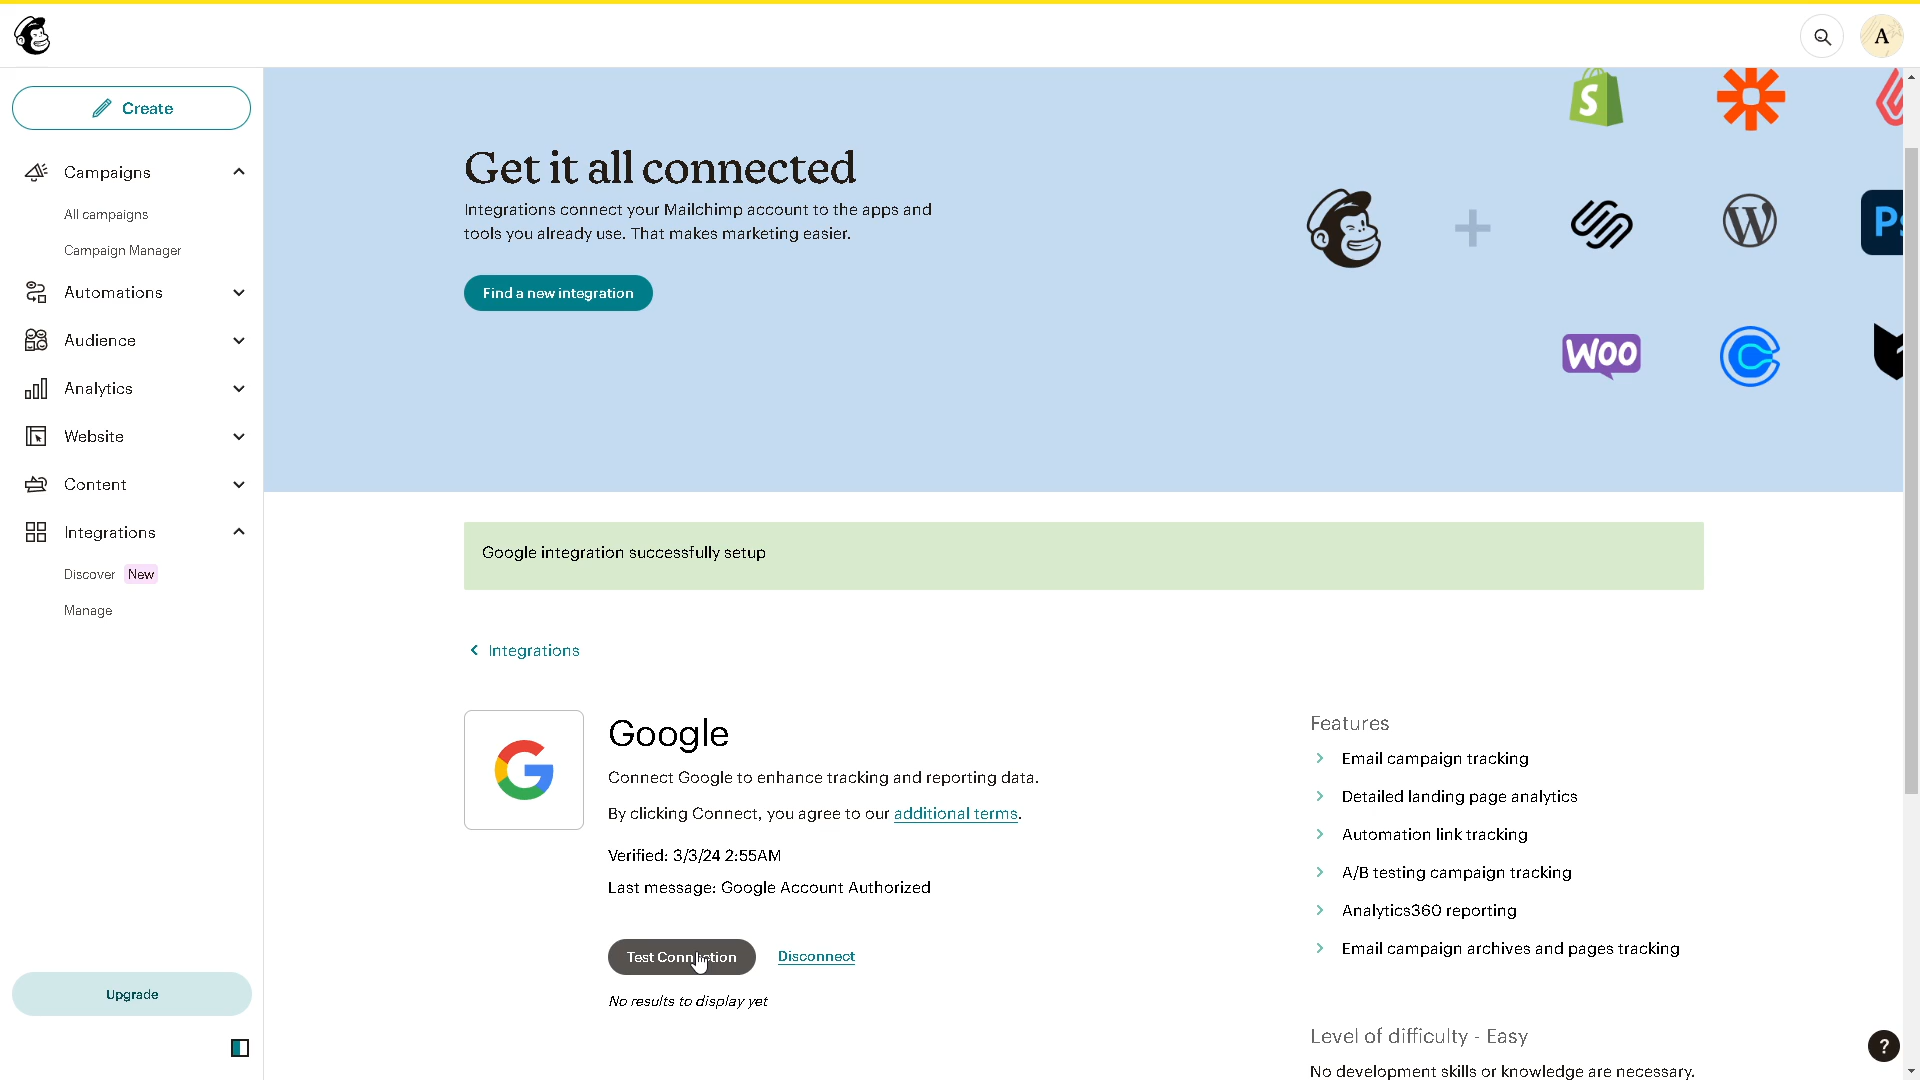 A
Create
Campaigns
All campaigns
Campaign Manager
Automations
Audience
Analytics
Website
Content
Integrations
Discover New
Manage
Upgrade
Get it all connected
Integrations connect your Mailchimp account to the apps and
tools you already use. That makes marketing easier.
Find a new integration
S
W
Ps
WOO
Google integration successfully setup
Integrations
Google
Connect Google to enhance tracking and reporting data.
By clicking Connect, you agree to our additional terms.
Verified: 3/3/24 2:55AM
Last message: Google Account Authorized
Test Connection Disconnect
No results to display yet
Features
Email campaign tracking
Detailed landing page analytics
Automation link tracking
A/B testing campaign tracking
Analytics360 reporting
Email campaign archives and pages tracking
Level of difficulty - Easy
No development skills or knowledge are necessary.
?